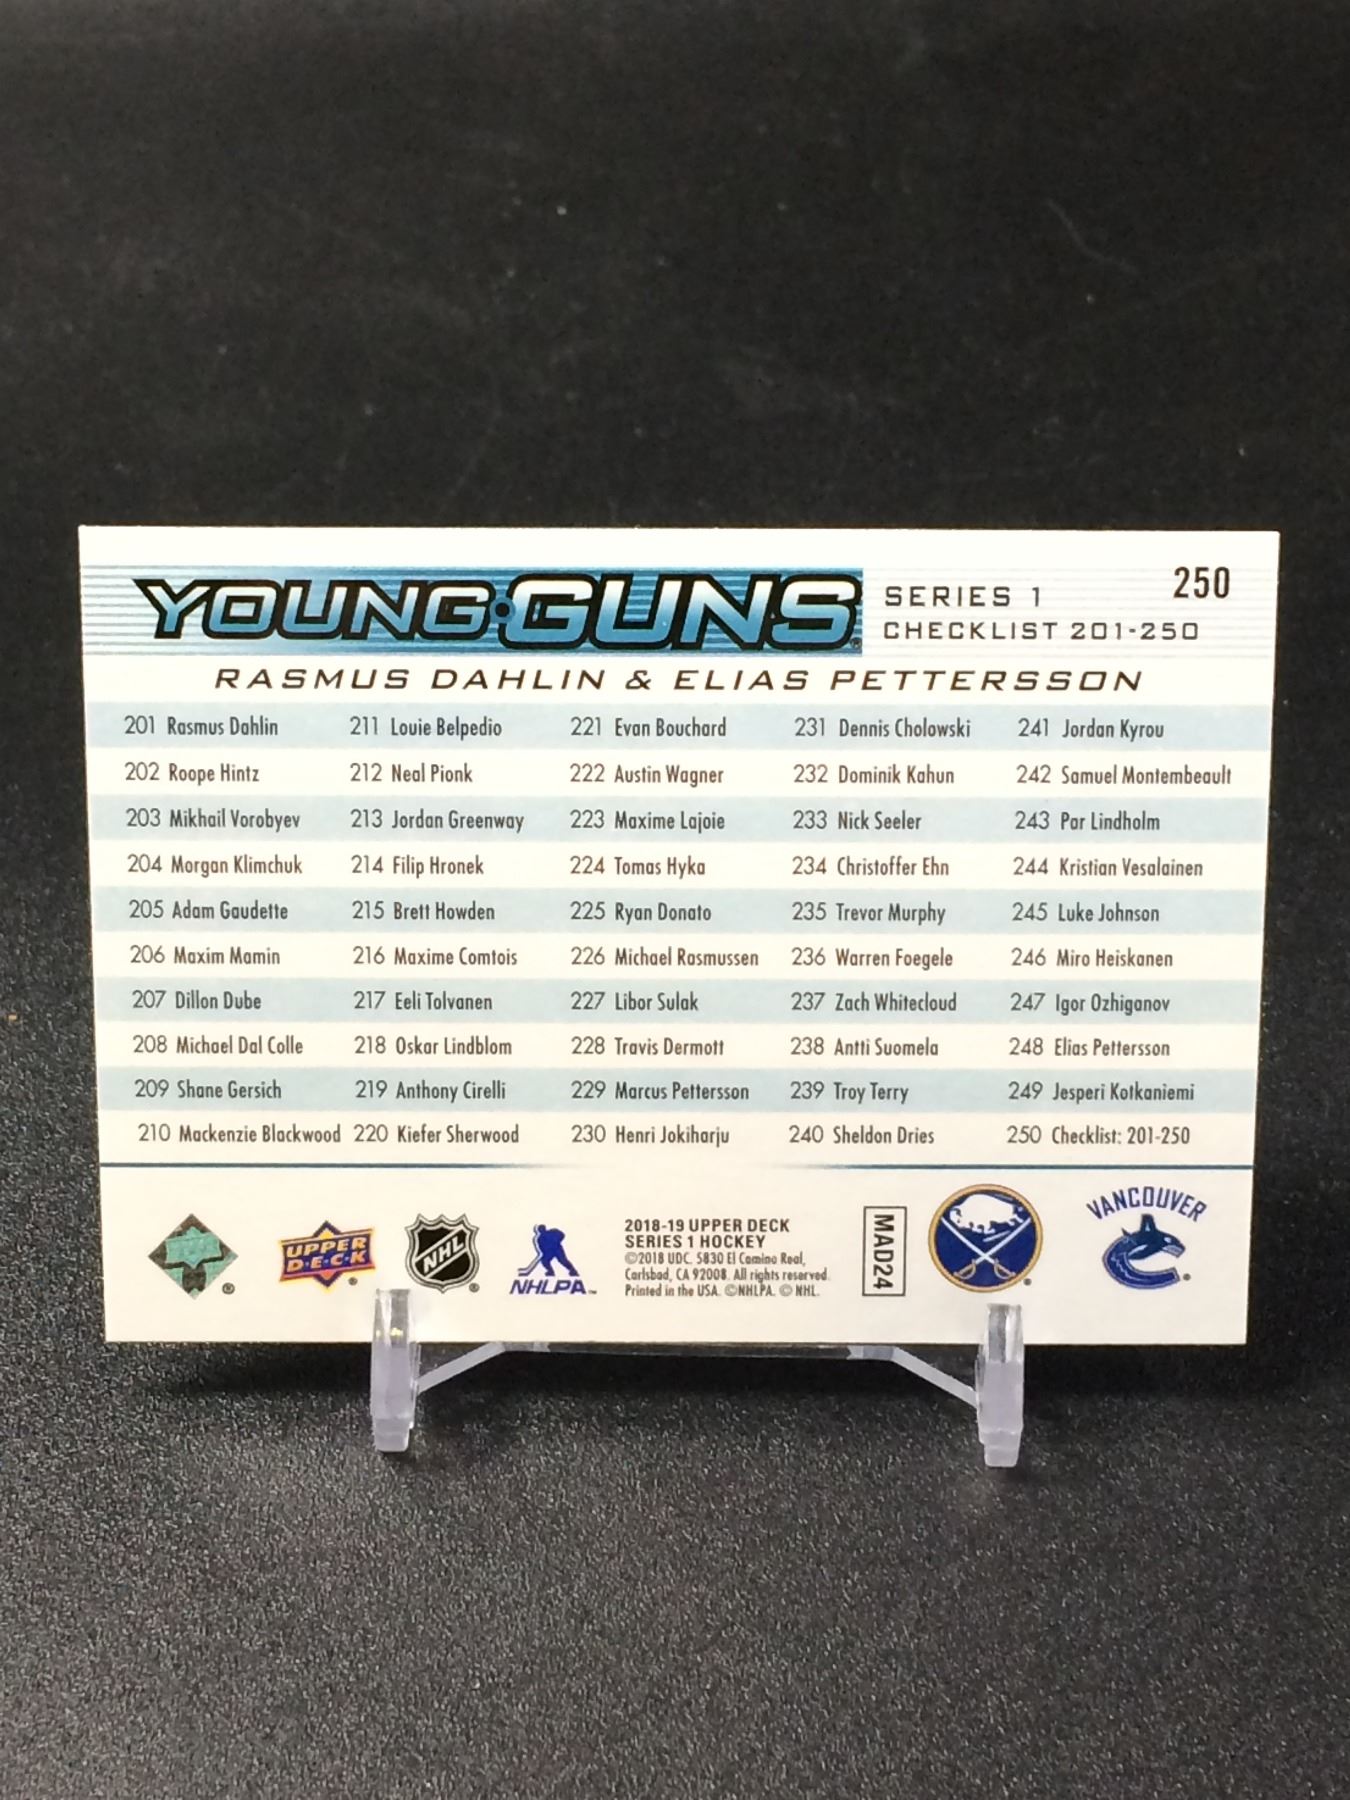 YOUNG GUNS®
SERIES 1
250
CHECKLIST 201-250
RASMUS DAHLIN & ELIAS PETTERSSON
201 Rasmus Dahlin 211 Louie Belpedio 221 Evan Bouchard 231 Dennis Cholowski 241 Jordan Kyrou
202 Roope Hintz 212 Neal Pionk 222 Austin Wagner 232 Dominik Kahun 242 Samuel Montembeault
203 Mikhail Vorobyev 213 Jordan Greenway 223 Maxime Lajoie 233 Nick Seeler 243 Par Lindholm
204 Morgan Klimchuk 214 Filip Hronek 224 Tomas Hyka 234 Christoffer Ehn 244 Kristian Vesalainen
205 Adam Gaudette 215 Brett Howden 225 Ryan Donato 235 Trevor Murphy 245 Luke Johnson
206 Maxim Mamin 216 Maxime Comtois 226 Michael Rasmussen 236 Warren Foegele 246 Miro Heiskanen
207 Dillon Dube 217 Eeli Tolvanen 227 Libor Sulak 237 Zach Whitecloud 247 Igor Ozhiganov
208 Michael Dal Colle 218 Oskar Lindblom 228 Travis Dermott 238 Antti Suomela 248 Elias Pettersson
209 Shane Gersich 219 Anthony Cirelli 229 Marcus Pettersson 239 Troy Terry 249 Jesperi Kotkaniemi
210 Mackenzie Blackwood 220 Kiefer Sherwood 230 Henri Jokiharju 240 Sheldon Dries 250 Checklist: 201-250
UPPER
D·E·C·K
®
NHL
®
NHLPA™
2018-19 UPPER DECK
SERIES 1 HOCKEY
©2018 UDC. 5830 El Camino Real,
Carlsbad, CA 92008. All rights reserved.
Printed in the USA. ©NHLPA. © NHL.
MAD24
VANCOUVER